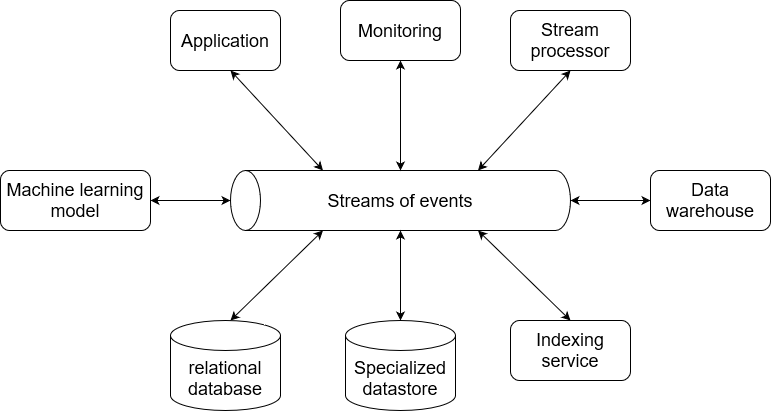 Application
Monitoring
Stream
processor
Machine learning
model
Streams of events
Data
warehouse
relational
database
Specialized
datastore
Indexing
service